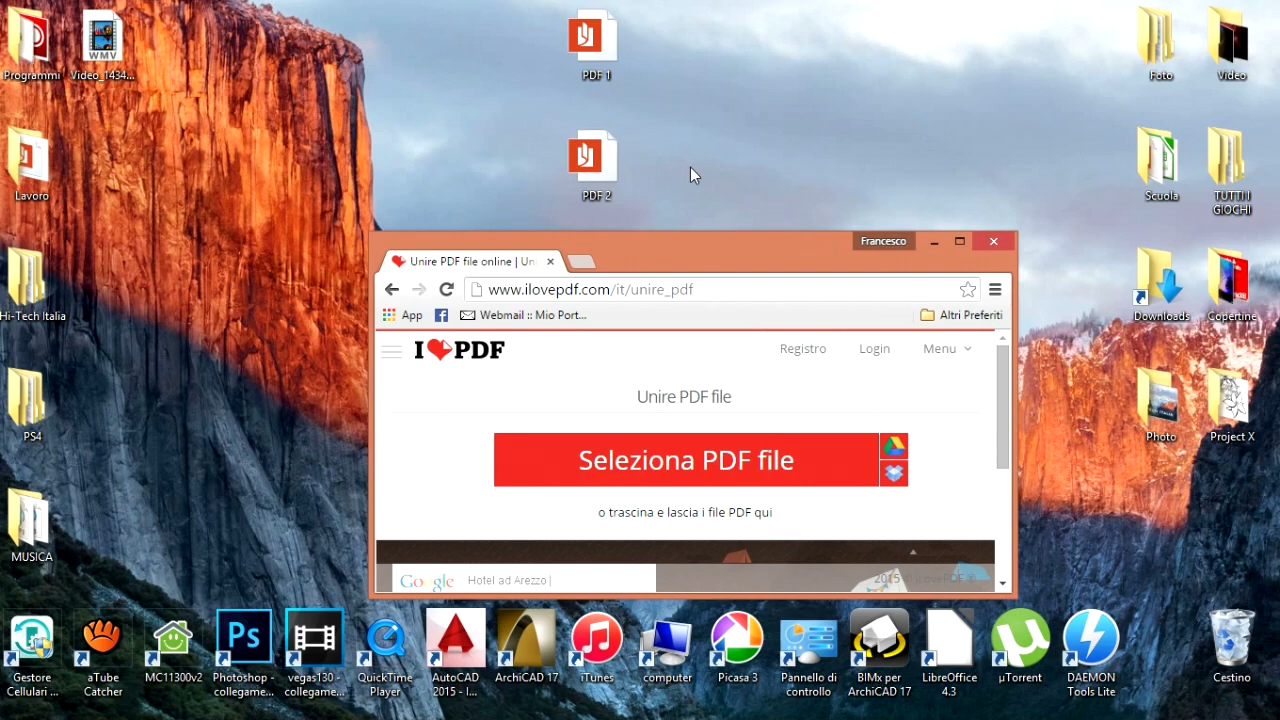 Programmi
Video_1434...
WMV
PDF 1
Foto
Video
Lavoro
PDF 2
Scuola
TUTTI I
GIOCHI
Francesco
Unire PDF file online | Un
www.ilovepdf.com/it/unire_pdf
App
Webmail :: Mio Port...
Altri Preferiti
Hi-Tech Italia
Downloads
Copertine
I PDF
Registro
Login
Menu
Unire PDF file
PS4
Photo
Project X
Seleziona PDF file
o trascina e lascia i file PDF qui
MUSICA
Google
Hotel ad Arezzo
2015 © iLovePDF ®
Ps
Gestore
Cellulari ...
aTube
Catcher
MC11300v2
Photoshop -
collegame...
vegas130 -
collegame...
QuickTime
Player
AutoCAD
2015 - I...
ArchiCAD 17
iTunes
computer
Picasa 3
Pannello di
controllo
BIMx per
ArchiCAD 17
LibreOffice
4.3
µTorrent
DAEMON
Tools Lite
Cestino